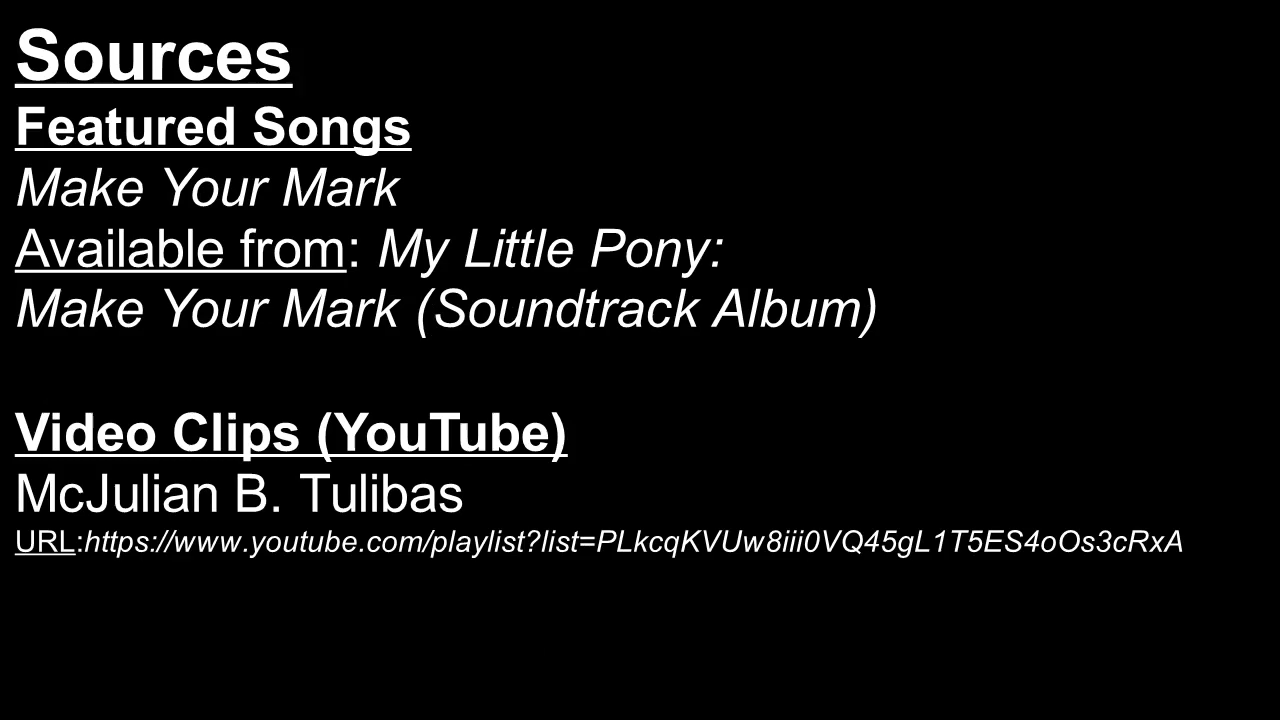 Sources
Featured Songs
Make Your Mark
Available from: My Little Pony:
Make Your Mark (Soundtrack Album)
Video Clips (YouTube)
McJulian B. Tulibas
URL:https://www.youtube.com/playlist?list=PLkcqKVUw8iii0VQ45gL1T5ES4oOs3cRxA